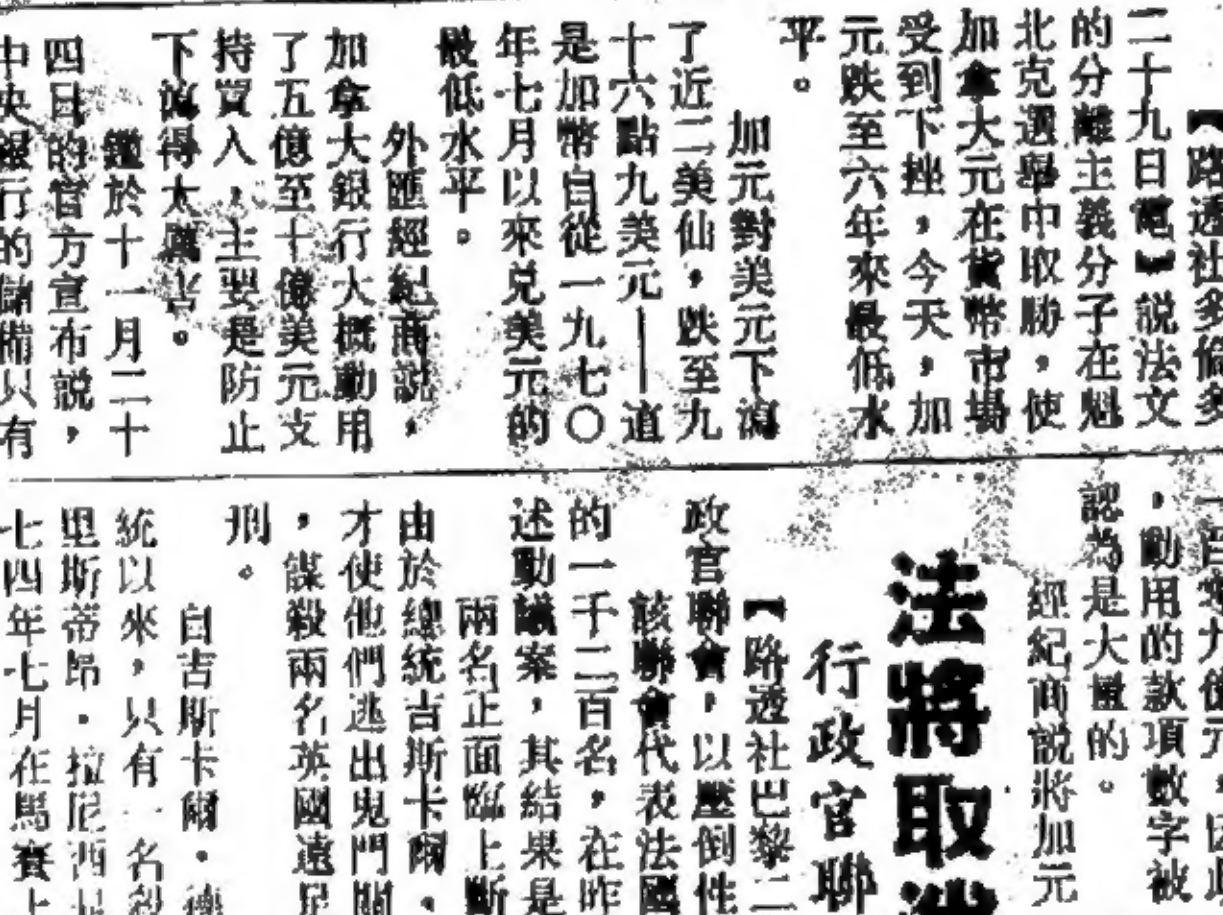 【路透社多倫多
二十九日電】説法文
的分離主義分子在魁
北克選舉中取勝，使
加拿大元在貨幣市場
受到下挫，今天，加
元跌至六年來最低水
平。
加元對美元下瀉
了近二美仙，跌至九
十六點九美元——道
是加幣自從一九七〇
年七月以來兑美元的
最低水平。
外匯經紀商説，
加拿大銀行大概動用
了五億至十億美元支
持買入，主要是防止
下瀉得太厲害。
鑑於十一月二十
四日的官方宣布説，
中央銀行的儲備只有
，動用的款項數字被
認為是大量的。
經紀商説將加元
法將取
行政官聯
【路透社巴黎二
政官聯會，以壓倒性
該聯會代表法國
的一千二百名，在昨
述動議案，其結果是
兩名正面臨上斷
由於總統吉斯卡爾．
才使他們逃出鬼門關
，謀殺兩名英國遠足
刑。
自吉斯卡爾．德
統以來，只有一名殺
里斯蒂昂．拉尼西
七四年七月在馬賽上